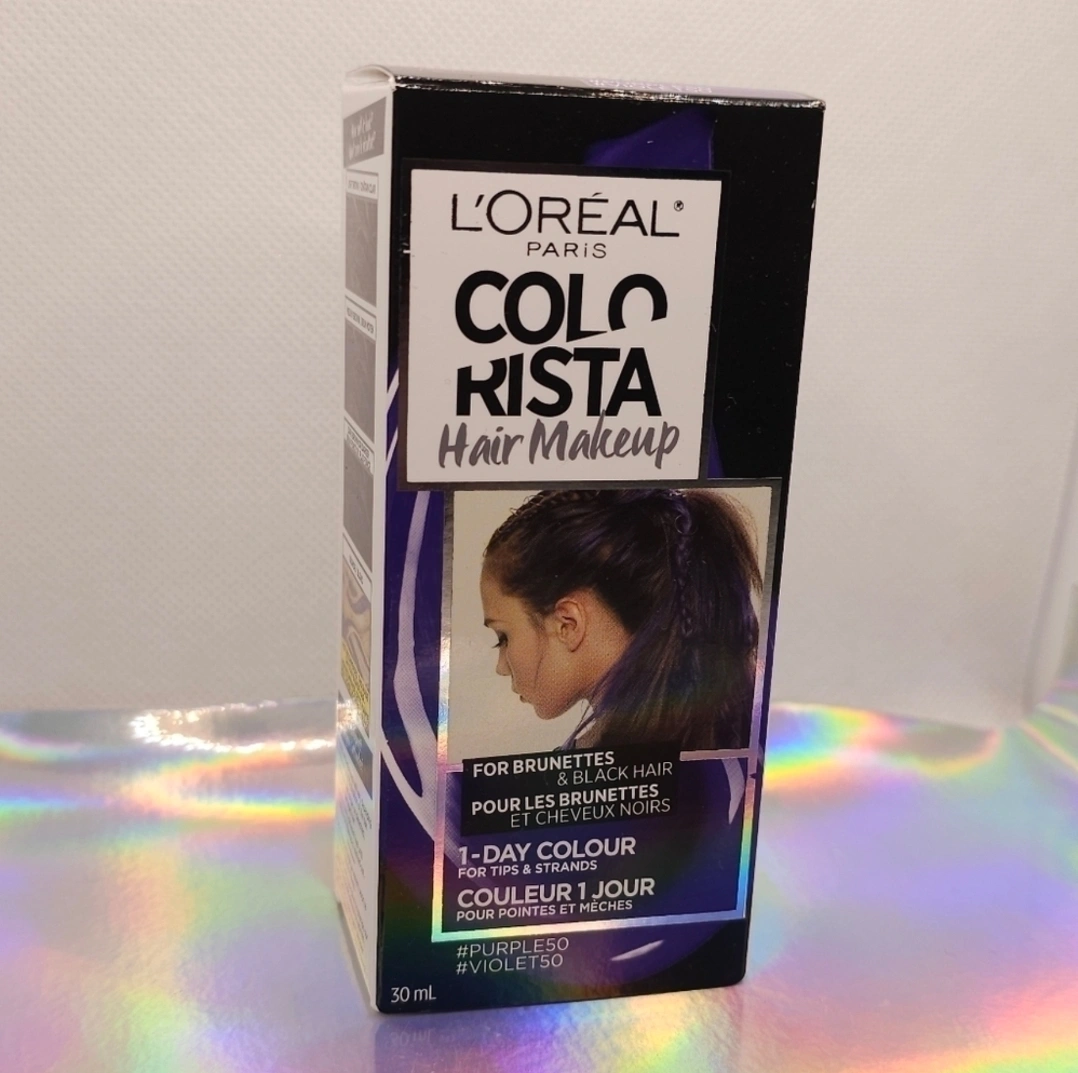 L'ORÉAL®
PARiS
COLO
RISTA
Hair Makeup
FOR BRUNETTES
& BLACK HAIR
POUR LES BRUNETTES
ET CHEVEUX NOIRS
1-DAY COLOUR
FOR TIPS & STRANDS
COULEUR 1 JOUR
POUR POINTES ET MÈCHES
#PURPLE50
#VIOLET50
30 mL